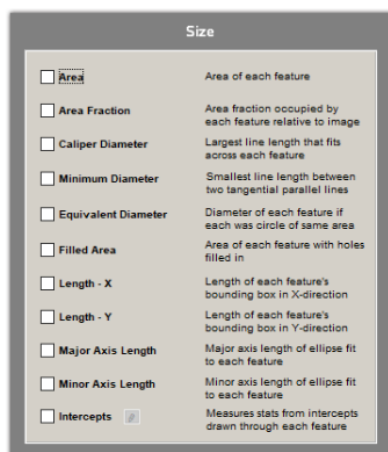 Size
Area Area of each feature
Area Fraction Area fraction occupied by
each feature relative to image
Caliper Diameter Largest line length that fits
across each feature
Minimum Diameter Smallest line length between
two tangential parallel lines
Equivalent Diameter Diameter of each feature if
each was circle of same area
Filled Area Area of each feature with holes
filled in
Length - X Length of each feature's
bounding box in X-direction
Length - Y Length of each feature's
bounding box in Y-direction
Major Axis Length Major axis length of ellipse fit
to each feature
Minor Axis Length Minor axis length of ellipse fit
to each feature
Intercepts Measures stats from intercepts
drawn through each feature